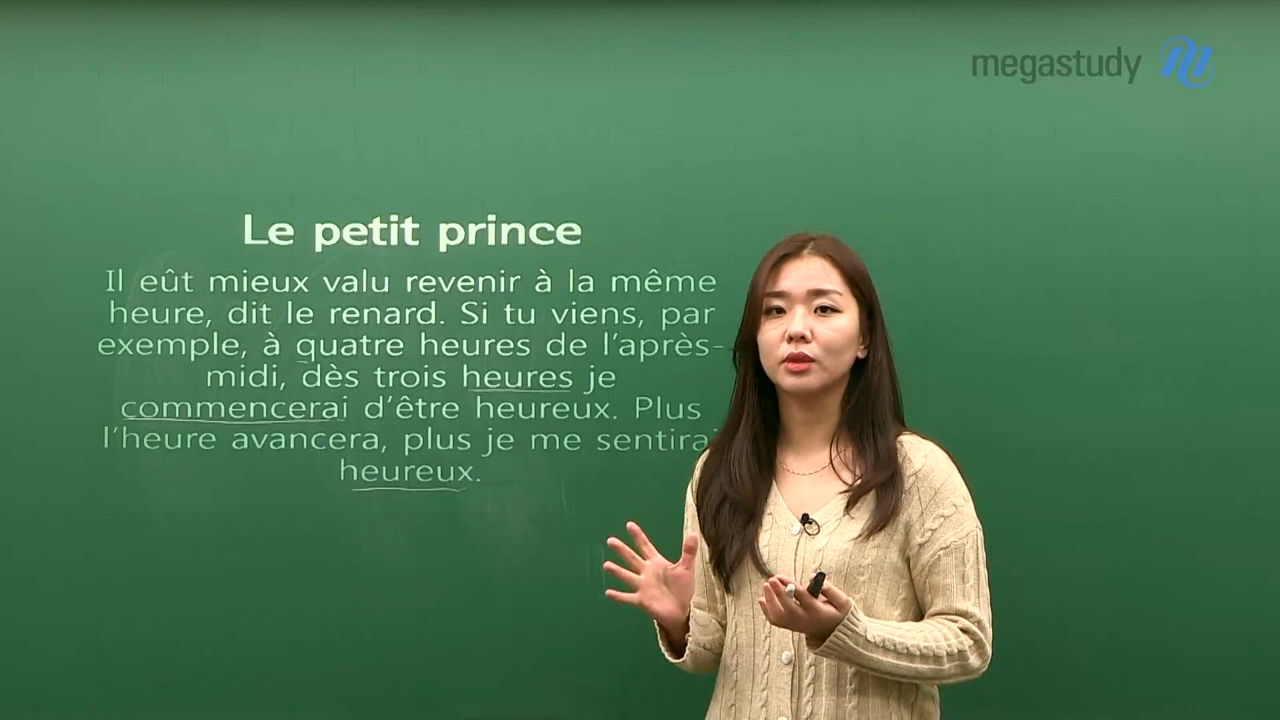 megastudy
Le petit prince
Il eût mieux valu revenir à la même
heure, dit le renard. Si tu viens, par
exemple, à quatre heures de l'après-
midi, dès trois heures je
commencerai d'être heureux. Plus
l'heure avancera, plus je me sentirai
heureux.